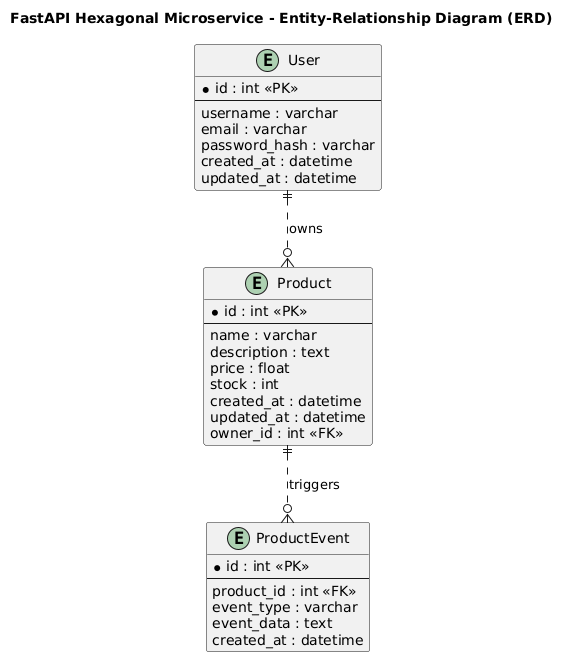 FastAPI Hexagonal Microservice - Entity-Relationship Diagram (ERD)
E User
* id : int «PK»
username : varchar
email : varchar
password_hash : varchar
created_at : datetime
updated_at : datetime
owns
E Product
* id : int «PK»
name : varchar
description : text
price : float
stock : int
created_at : datetime
updated_at : datetime
owner_id : int «FK»
triggers
E ProductEvent
* id : int «PK»
product_id : int «FK»
event_type : varchar
event_data : text
created_at : datetime